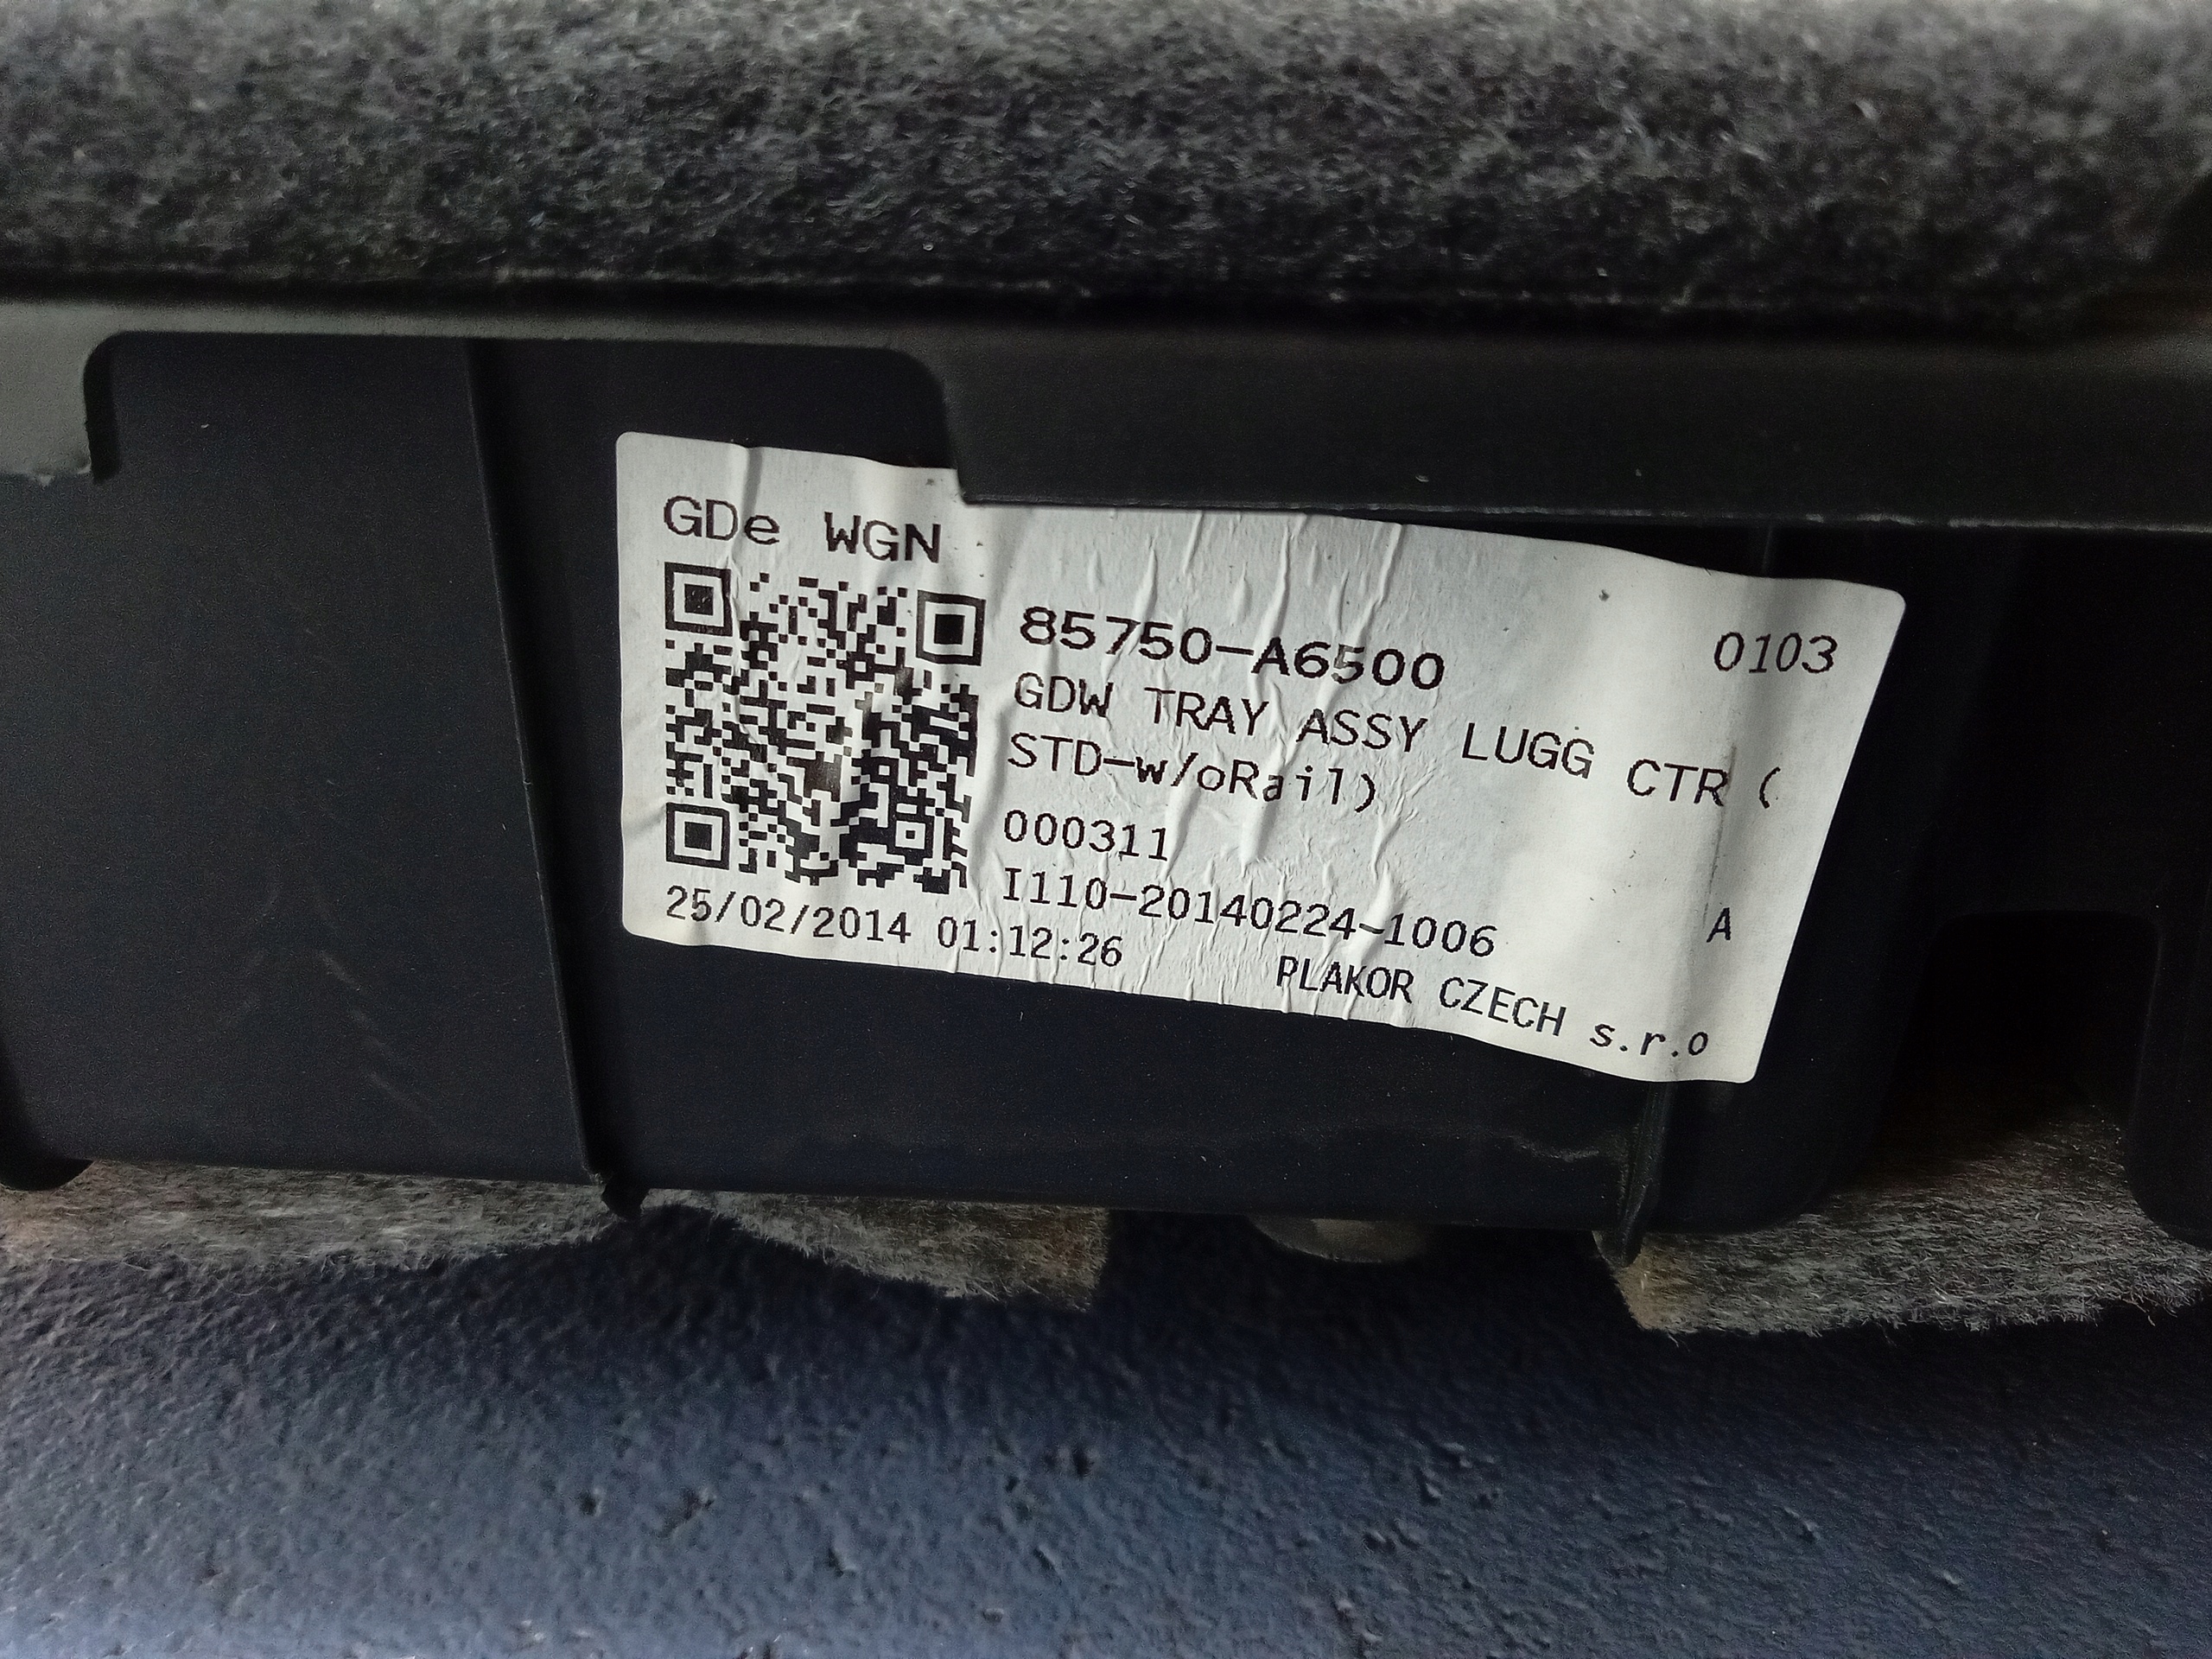 GDe WGN
85750-A6500 0103
GDW TRAY ASSY LUGG CTR (
STD-w/oRail)
000311
I110-20140224-1006 A
25/02/2014 01:12:26 PLAKOR CZECH s.r.o